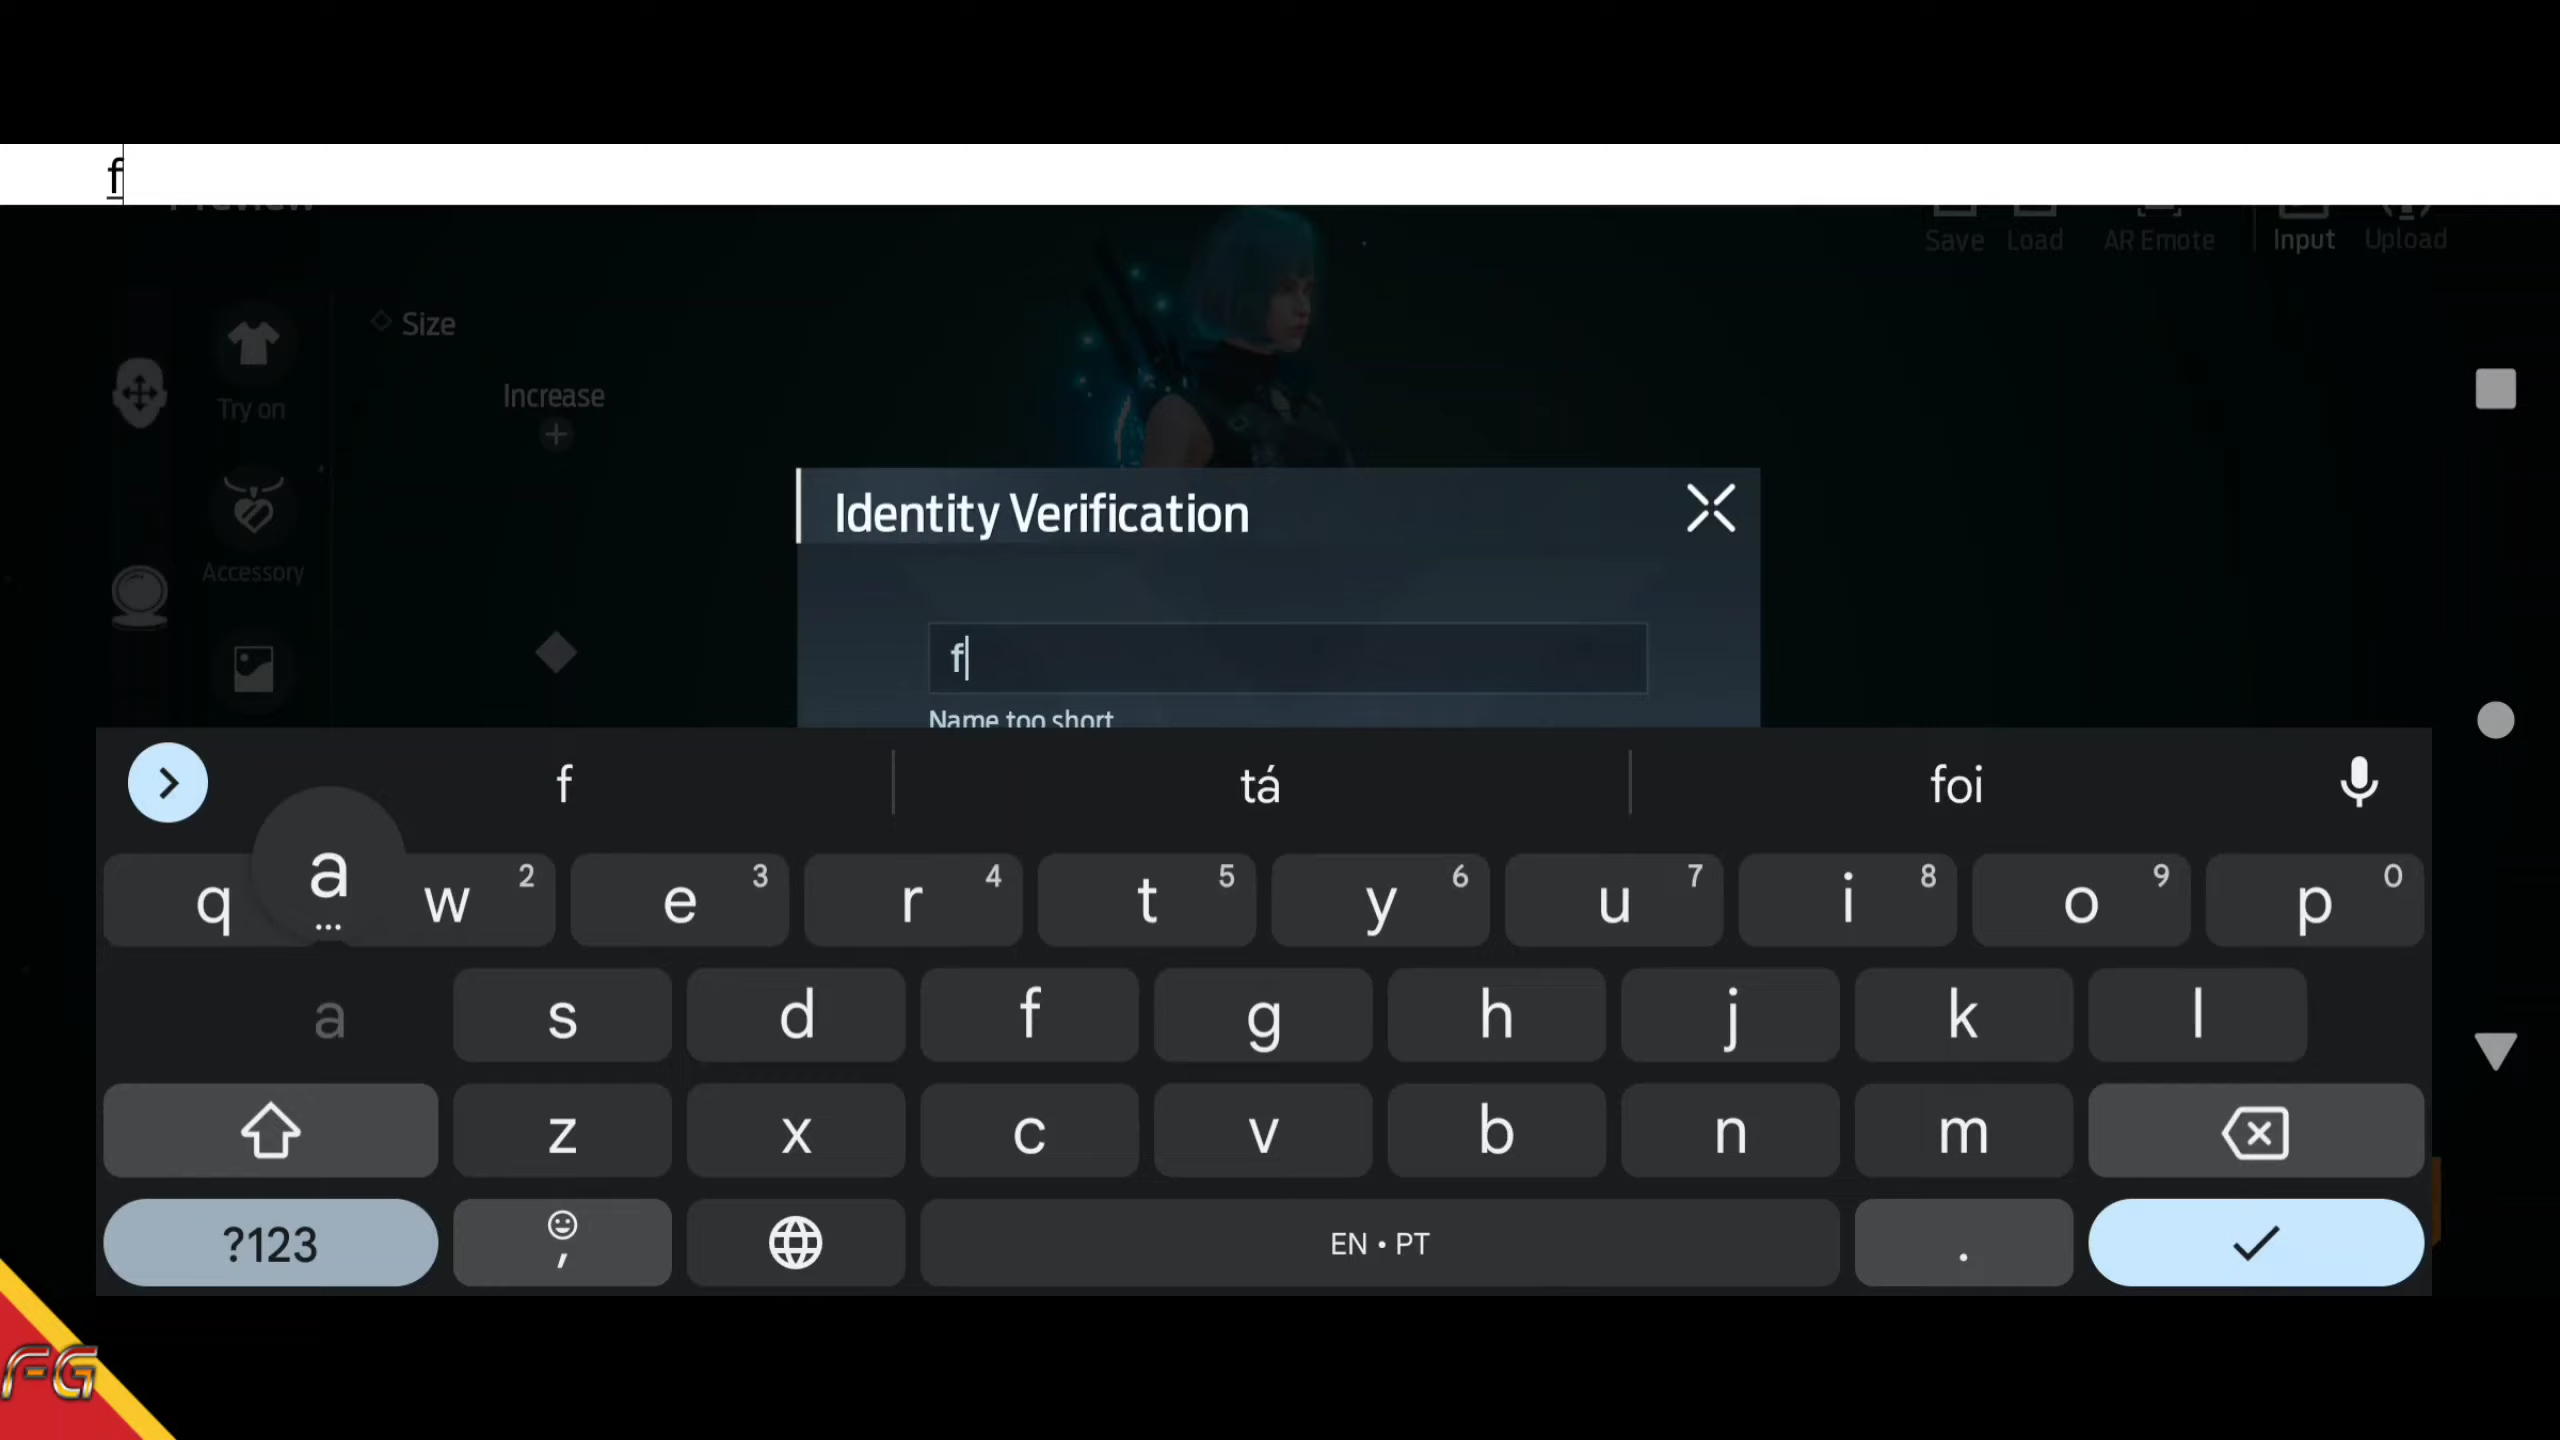 f
Preview
Save Load AR Emote Input Upload
Size
Increase
Try on
Accessory
Identity Verification
f
Name too short
f tá foi
a
q w 2 e 3 r 4 t 5 y 6 u 7 i 8 o 9 p 0
a s d f g h j k l
z x c v b n m
?123 , EN • PT .
FG